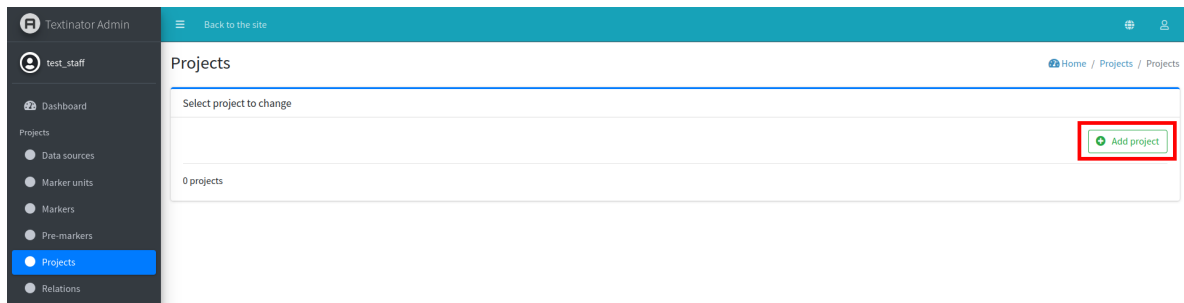 Textinator Admin
Back to the site
test_staff
Projects
Home / Projects / Projects
Dashboard
Projects
Data sources
Marker units
Markers
Pre-markers
Projects
Relations
Select project to change
Add project
0 projects